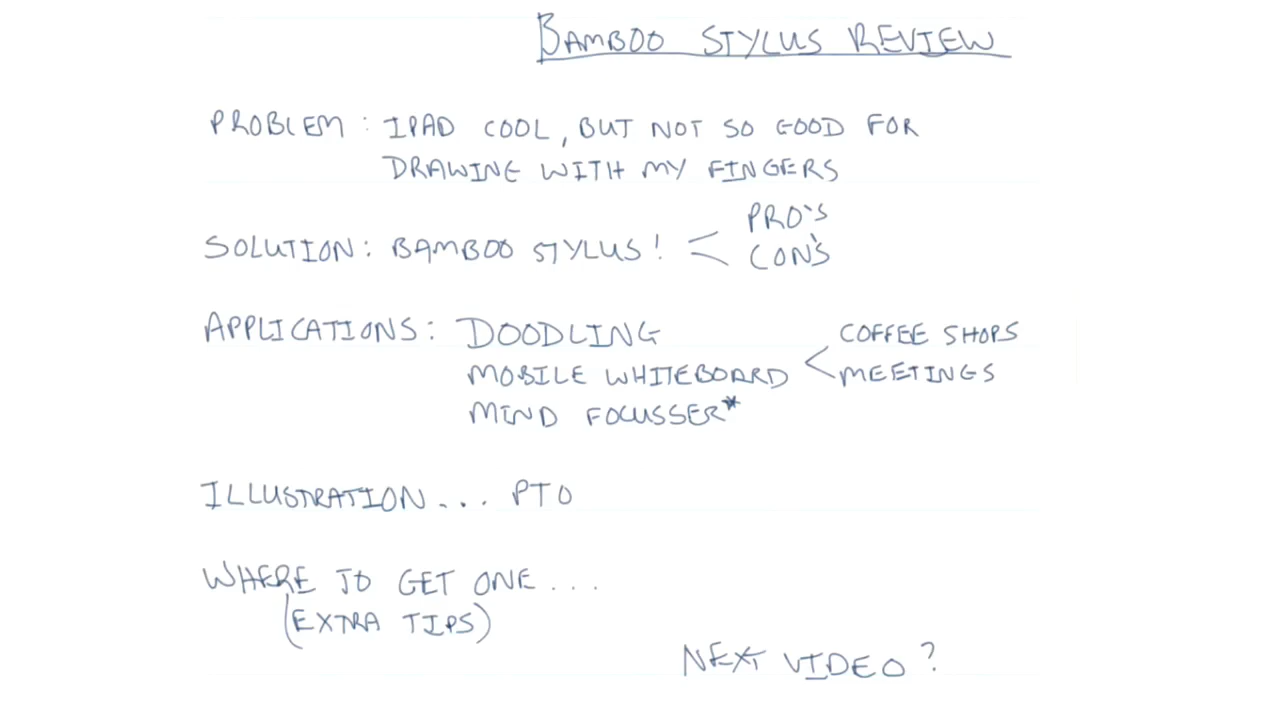 BAMBOO STYLUS REVIEW
PROBLEM: IPAD COOL, BUT NOT SO GOOD FOR
DRAWING WITH MY FINGERS
SOLUTION: BAMBOO STYLUS! < PRO'S
CON'S
APPLICATIONS: DOODLING
MOBILE WHITEBOARD < COFFEE SHOPS
MEETINGS
MIND FOCUSSER*
ILLUSTRATION... PTO
WHERE TO GET ONE...
(EXTRA TIPS)
NEXT VIDEO?